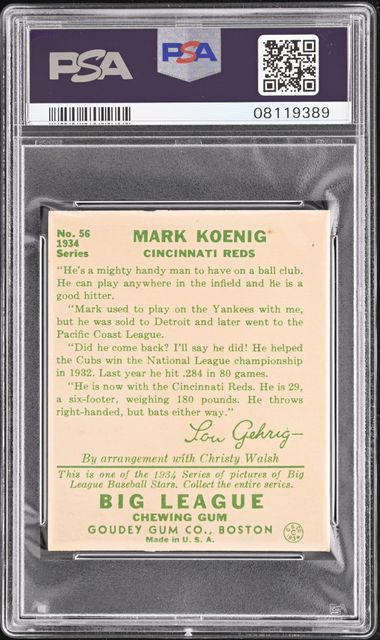 PSA
PSA
08119389
No. 56
1934
Series
MARK KOENIG
CINCINNATI REDS
"He's a mighty handy man to have on a ball club.
He can play anywhere in the infield and he is a
good hitter.
"Mark used to play on the Yankees with me,
but he was sold to Detroit and later went to the
Pacific Coast League.
"Did he come back? I'll say he did! He helped
the Cubs win the National League championship
in 1932. Last year he hit .284 in 80 games.
"He is now with the Cincinnati Reds. He is 29,
a six-footer, weighing 180 pounds. He throws
right-handed, but bats either way."
Lou Gehrig
By arrangement with Christy Walsh
This is one of the 1934 Series of pictures of Big
League Baseball Stars. Collect the entire series.
BIG LEAGUE
CHEWING GUM
GOUDEY GUM CO., BOSTON
Made in U. S. A.